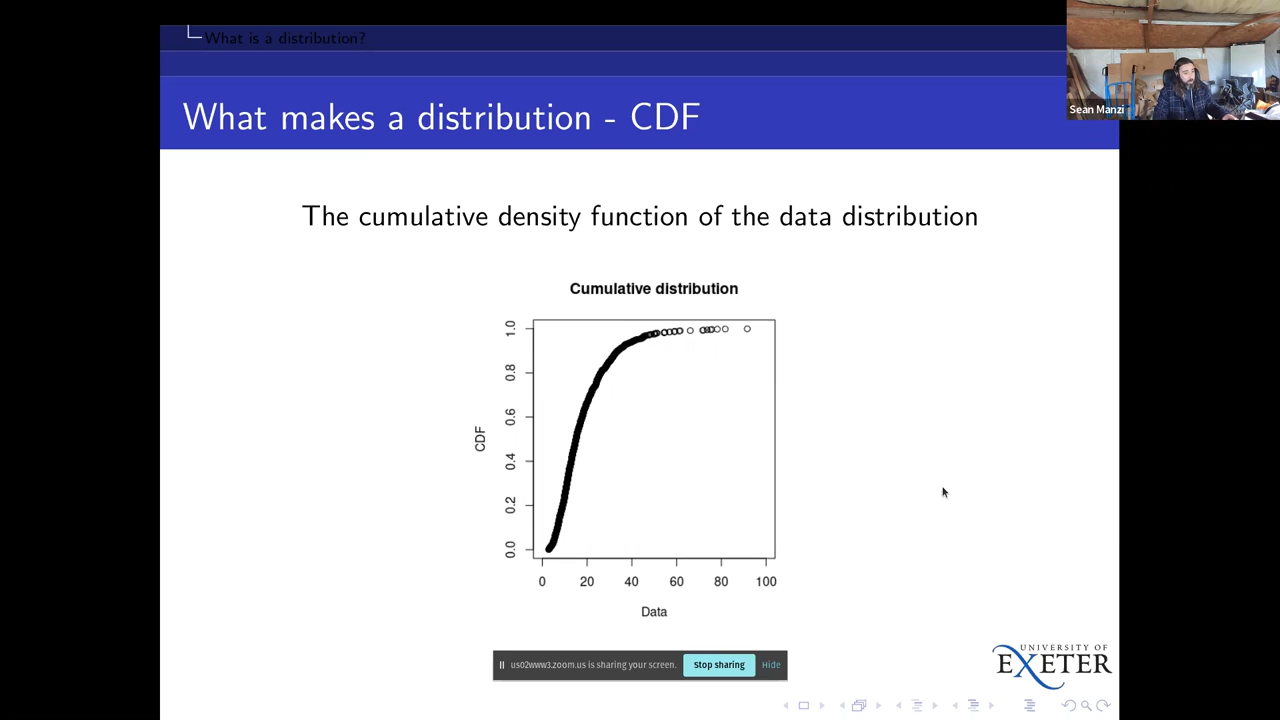 What is a distribution?
Sean Manzi
What makes a distribution - CDF
The cumulative density function of the data distribution
Cumulative distribution
CDF
1.0
0.8
0.6
0.4
0.2
0.0
0 20 40 60 80 100
Data
us02www3.zoom.us is sharing your screen. Stop sharing Hide
UNIVERSITY OF
EXETER